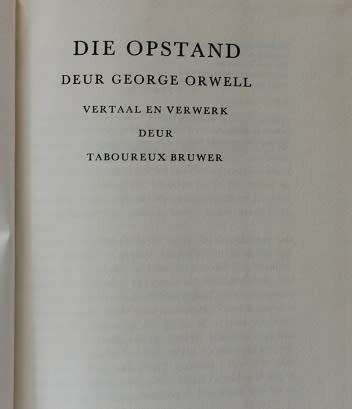 DIE OPSTAND
DEUR GEORGE ORWELL
VERTAAL EN VERWERK
DEUR
TABOUREUX BRUWER